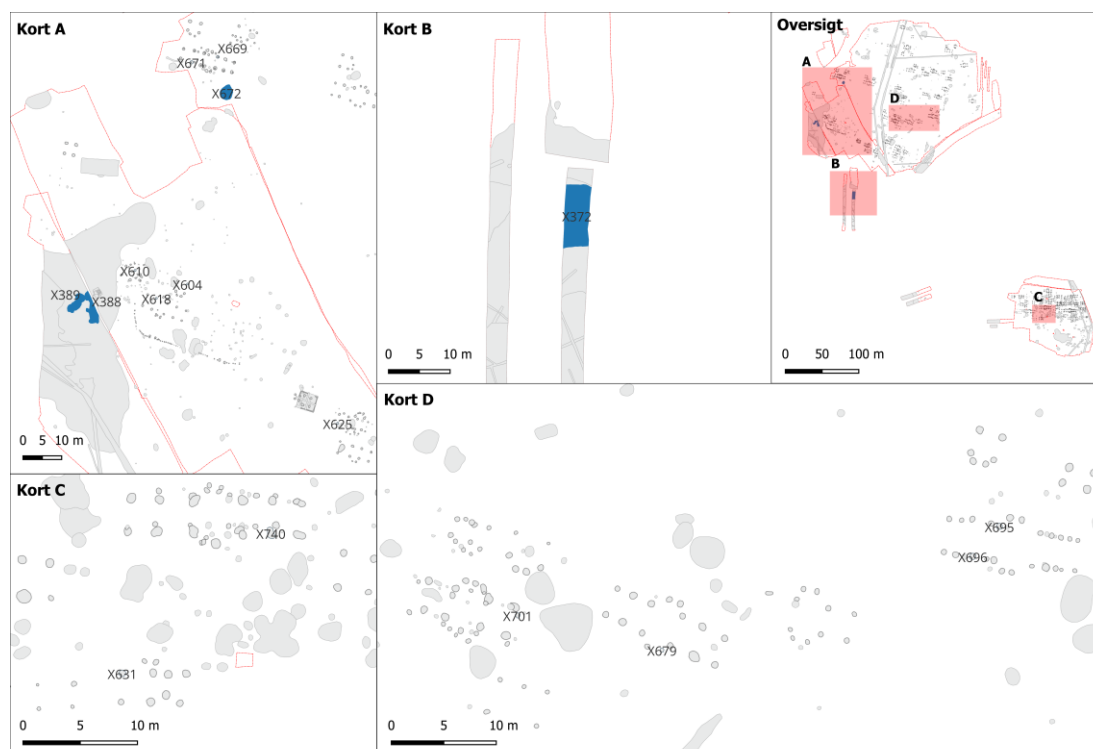 Kort A
X669
X671
X672
X610
X604
X389
X388
X618
X625
0 5 10 m
Kort B
X372
0 5 10 m
Oversigt
A
D
B
C
0 50 100 m
Kort C
X740
X631
0 5 10 m
Kort D
X695
X696
X701
X679
0 5 10 m